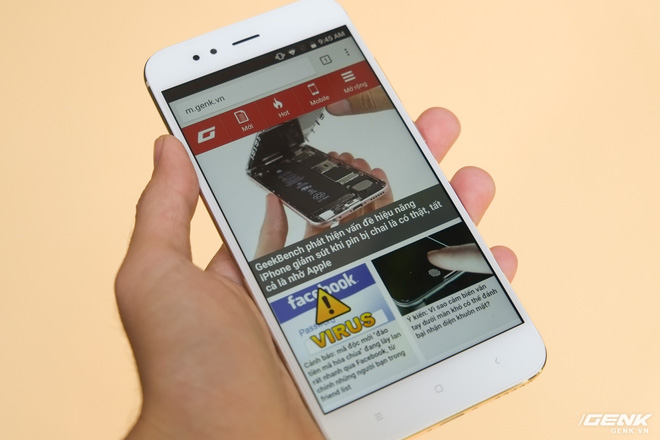 9:45 AM
m.genk.vn
1
Mới
Hot
Mobile
Mở rộng
GeekBench phát hiện vấn đề hiệu năng
iPhone giảm sút khi pin bị chai là có thật, tất
cả là nhờ Apple
facebook
Password
VIRUS
Cảnh báo: mã độc mới "đào
tiền mã hóa chùa" đang lây lan
rất nhanh qua Facebook, từ
chính những người bạn trong
friend list
Ý kiến: Vì sao cảm biến vân
tay dưới màn khó có thể đánh
bại nhận diện khuôn mặt?
GENK
GENK.VN